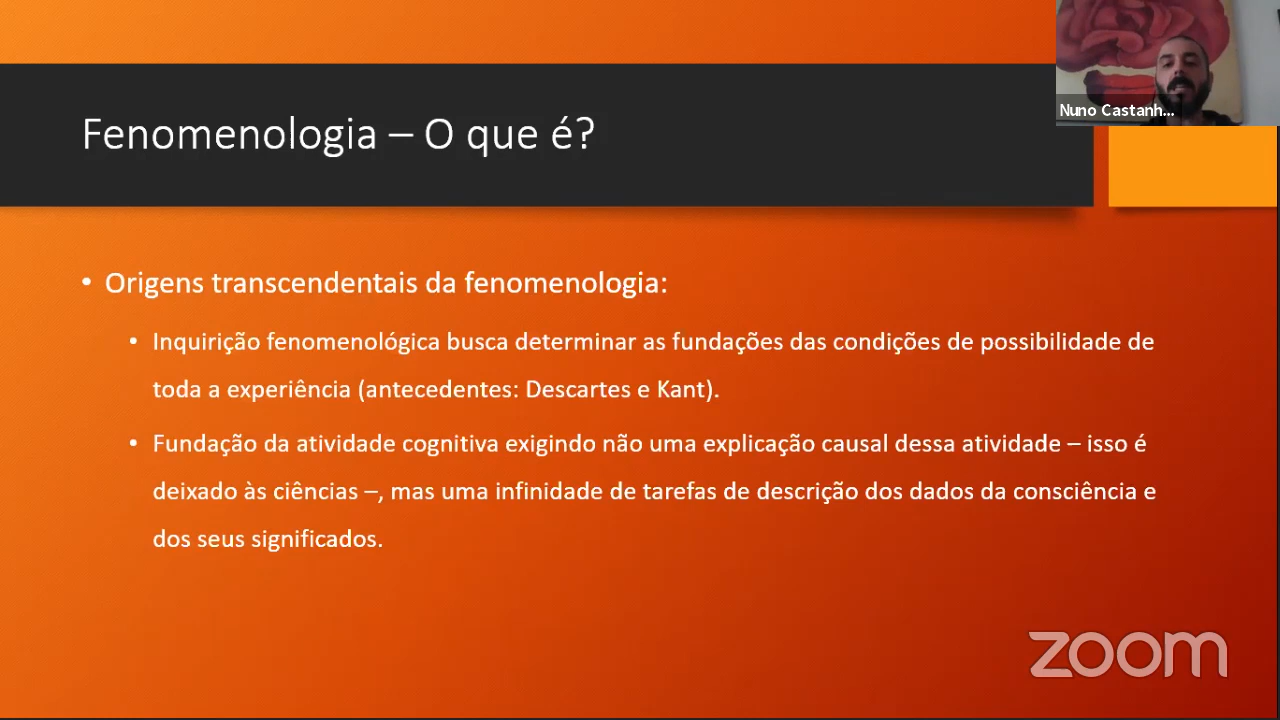 Nuno Castanh...
Fenomenologia – O que é?
• Origens transcendentais da fenomenologia:
• Inquirição fenomenológica busca determinar as fundações das condições de possibilidade de
toda a experiência (antecedentes: Descartes e Kant).
• Fundação da atividade cognitiva exigindo não uma explicação causal dessa atividade – isso é
deixado às ciências –, mas uma infinidade de tarefas de descrição dos dados da consciência e
dos seus significados.
zoom